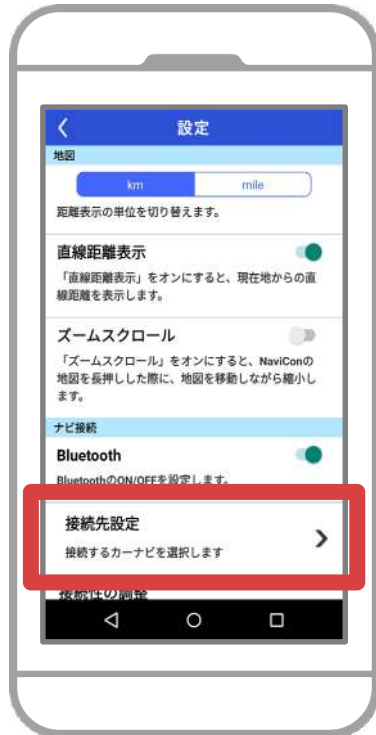 設定
地図
km mile
距離表示の単位を切り替えます。
直線距離表示
「直線距離表示」をオンにすると、現在地からの直
線距離を表示します。
ズームスクロール
「ズームスクロール」をオンにすると、NaviConの
地図を長押しした際に、地図を移動しながら縮小し
ます。
ナビ接続
Bluetooth
BluetoothのON/OFFを設定します。
接続先設定
接続するカーナビを選択します
接続性の調整